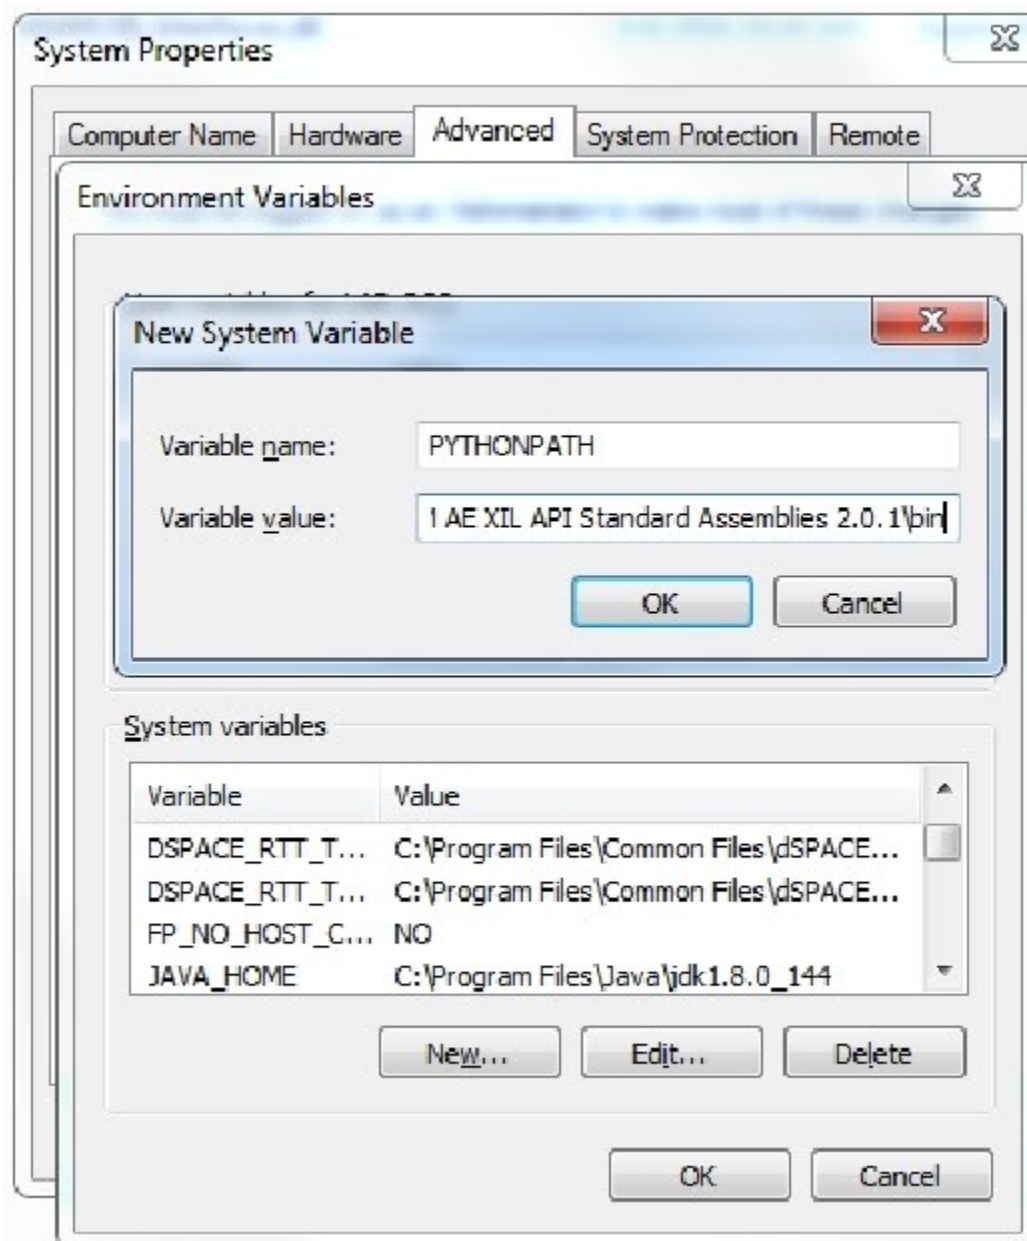 System Properties
Computer Name Hardware Advanced System Protection Remote
Environment Variables
New System Variable
Variable name: PYTHONPATH
Variable value: AE XIL API Standard Assemblies 2.0.1\bin
OK Cancel
System variables
Variable Value
DSPACE_RTT_T... C:\Program Files\Common Files\dSPACE...
DSPACE_RTT_T... C:\Program Files\Common Files\dSPACE...
FP_NO_HOST_C... NO
JAVA_HOME C:\Program Files\Java\jdk1.8.0_144
New... Edit... Delete
OK Cancel